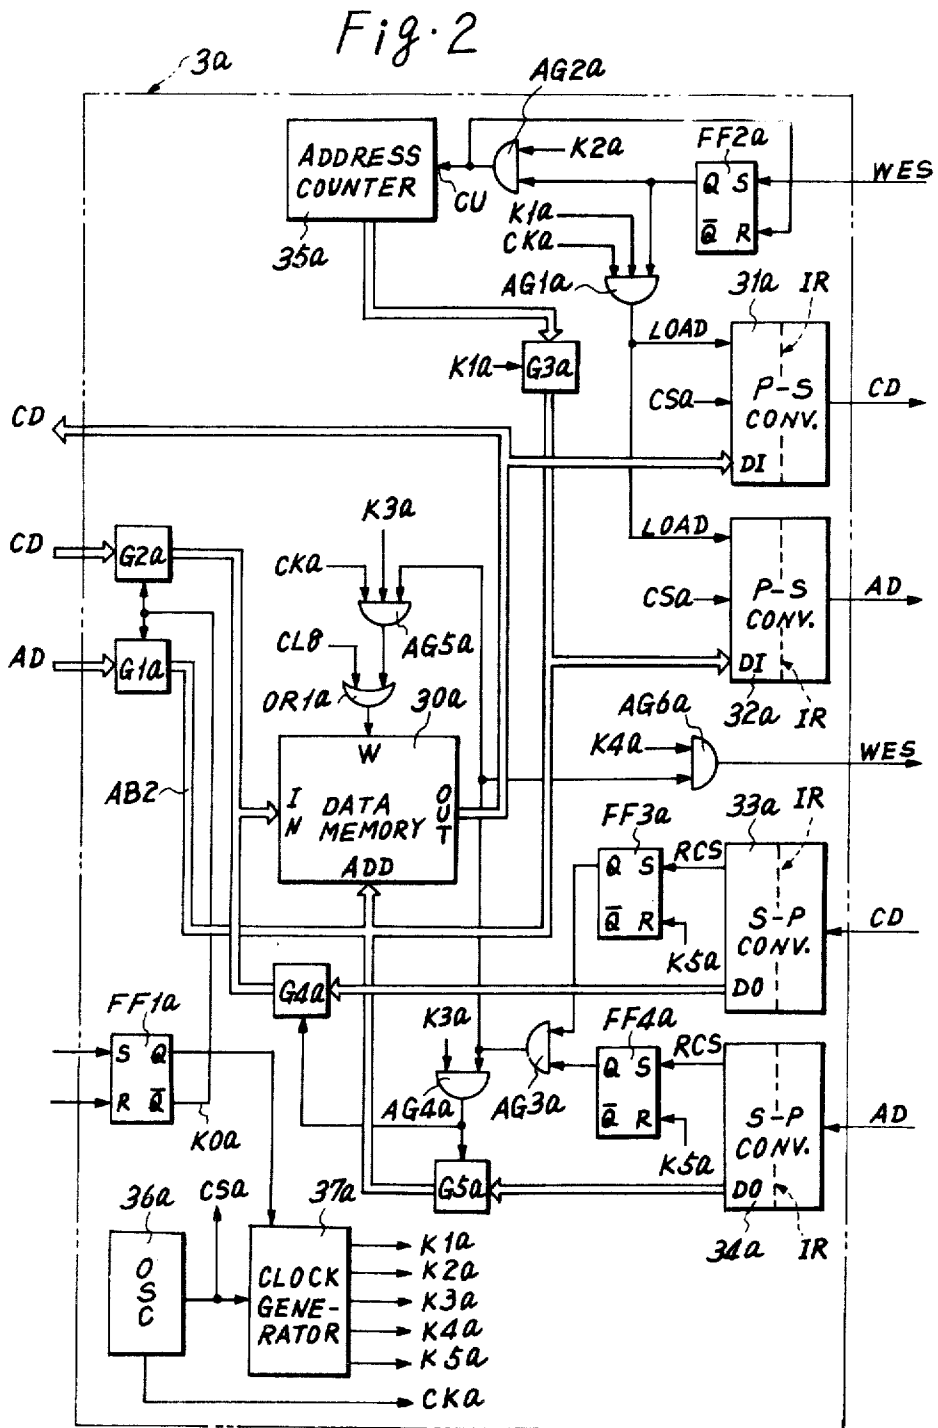 Fig. 2
3a
AG2a
ADDRESS
COUNTER
K2a
FF2a
Q S
Q̅ R
WES
CU
K1a
CKa
35a
AG1a
31a
IR
LOAD
K1a
G3a
CSa
P-S
CONV.
CD
DI
CD
K3a
CD
G2a
CKa
LOAD
CSa
P-S
CONV.
AD
AG5a
CL8
AD
G1a
DI
OR1a
30a
AG6a
32a
IR
K4a
WES
W
AB2
IN
DATA
MEMORY
OUT
ADD
IR
FF3a
33a
Q S
RCS
Q̅ R
S-P
CONV.
CD
K5a
G4a
DO
FF1a
K3a
FF4a
S Q
RCS
Q S
R Q̅
AG4a
AG3a
Q̅ R
S-P
CONV.
AD
K0a
K5a
G5a
DO
36a
CSa
37a
34a
IR
OSC
CLOCK
GENE-
RATOR
K1a
K2a
K3a
K4a
K5a
CKa